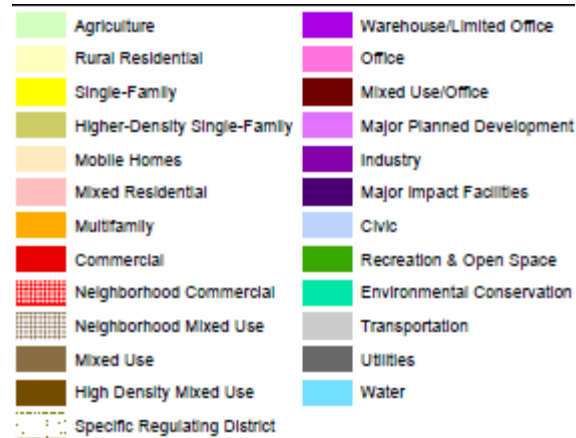 Agriculture
Rural Residential
Single-Family
Higher-Density Single-Family
Mobile Homes
Mixed Residential
Multifamily
Commercial
Neighborhood Commercial
Neighborhood Mixed Use
Mixed Use
High Density Mixed Use
Specific Regulating District
Warehouse/Limited Office
Office
Mixed Use/Office
Major Planned Development
Industry
Major Impact Facilities
Civic
Recreation & Open Space
Environmental Conservation
Transportation
Utilities
Water